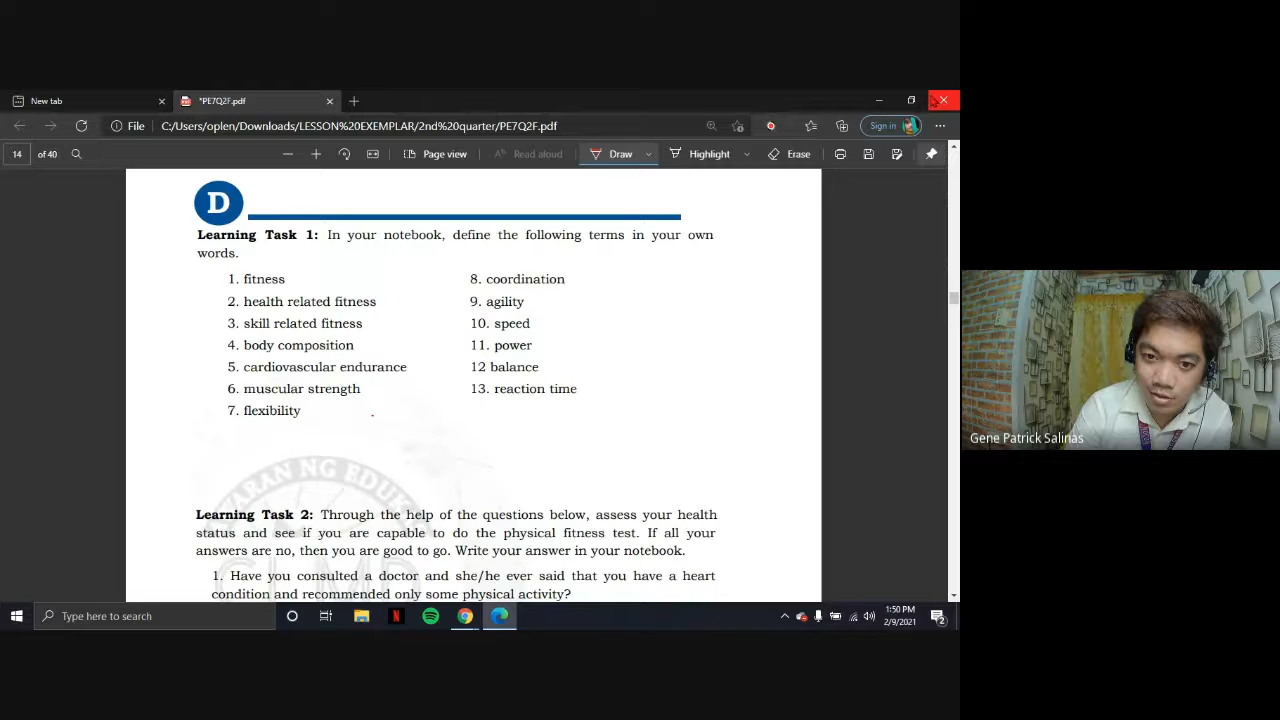 New tab
*PE7Q2F.pdf
File C:/Users/oplen/Downloads/LESSON%20EXEMPLAR/2nd%20quarter/PE7Q2F.pdf
Sign in
14 of 40
Page view
Read aloud
Draw
Highlight
Erase
D
Learning Task 1: In your notebook, define the following terms in your own
words.
1. fitness
2. health related fitness
3. skill related fitness
4. body composition
5. cardiovascular endurance
6. muscular strength
7. flexibility
8. coordination
9. agility
10. speed
11. power
12 balance
13. reaction time
Learning Task 2: Through the help of the questions below, assess your health
status and see if you are capable to do the physical fitness test. If all your
answers are no, then you are good to go. Write your answer in your notebook.
1. Have you consulted a doctor and she/he ever said that you have a heart
condition and recommended only some physical activity?
CLMD
Gene Patrick Salinas
Type here to search
1:50 PM
2/9/2021
2